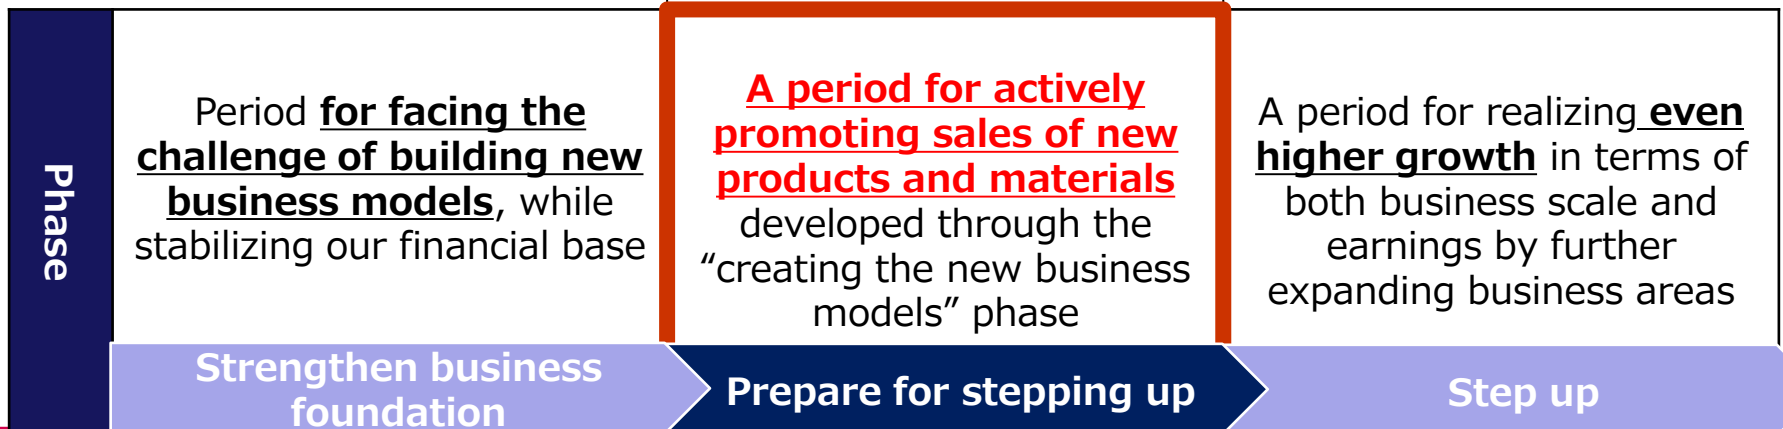 Phase
Period for facing the
challenge of building new
business models, while
stabilizing our financial base
A period for actively
promoting sales of new
products and materials
developed through the
“creating the new business
models” phase
A period for realizing even
higher growth in terms of
both business scale and
earnings by further
expanding business areas
Strengthen business
foundation
Prepare for stepping up
Step up